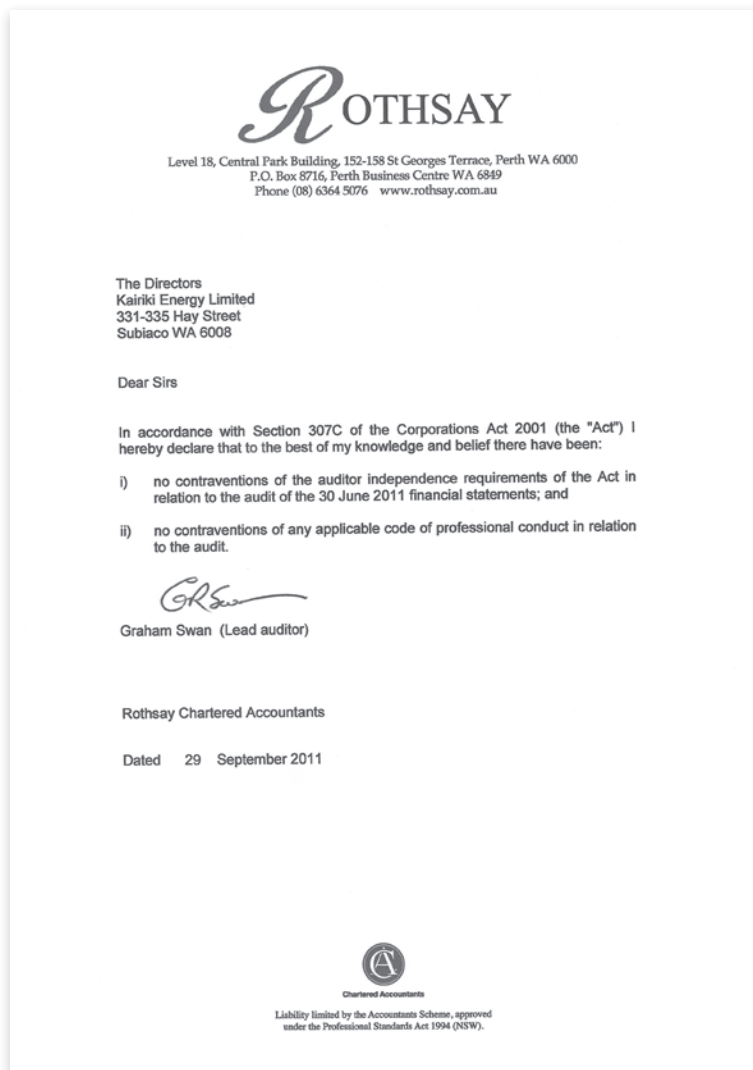 ROTHSAY
Level 18, Central Park Building, 152-158 St Georges Terrace, Perth WA 6000
P.O. Box 8716, Perth Business Centre WA 6849
Phone (08) 6364 5076 www.rothsay.com.au
The Directors
Kairiki Energy Limited
331-335 Hay Street
Subiaco WA 6008
Dear Sirs
In accordance with Section 307C of the Corporations Act 2001 (the "Act") I
hereby declare that to the best of my knowledge and belief there have been:
i) no contraventions of the auditor independence requirements of the Act in
relation to the audit of the 30 June 2011 financial statements; and
ii) no contraventions of any applicable code of professional conduct in relation
to the audit.
GRSwan
Graham Swan (Lead auditor)
Rothsay Chartered Accountants
Dated 29 September 2011
CA
Chartered Accountants
Liability limited by the Accountants Scheme, approved
under the Professional Standards Act 1994 (NSW).